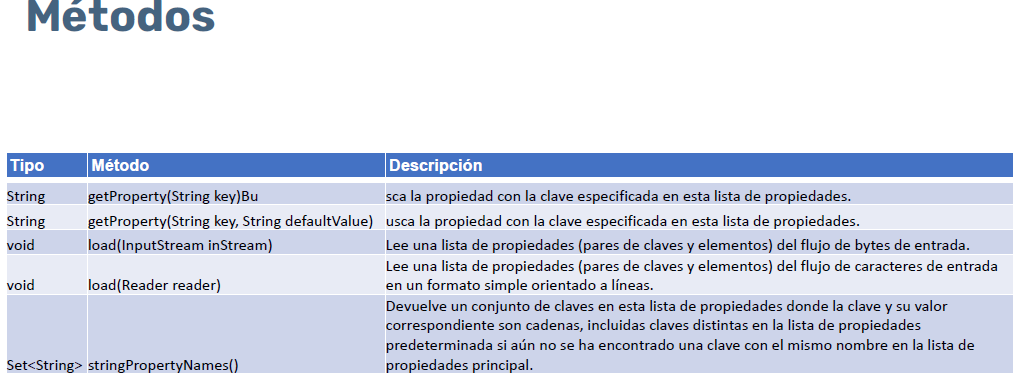 Métodos
Tipo Método Descripción
String getProperty(String key)Bu sca la propiedad con la clave especificada en esta lista de propiedades.
String getProperty(String key, String defaultValue) usca la propiedad con la clave especificada en esta lista de propiedades.
void load(InputStream inStream) Lee una lista de propiedades (pares de claves y elementos) del flujo de bytes de entrada.
Lee una lista de propiedades (pares de claves y elementos) del flujo de caracteres de entrada
void load(Reader reader) en un formato simple orientado a líneas.
Devuelve un conjunto de claves en esta lista de propiedades donde la clave y su valor
correspondiente son cadenas, incluidas claves distintas en la lista de propiedades
predeterminada si aún no se ha encontrado una clave con el mismo nombre en la lista de
Set<String> stringPropertyNames() propiedades principal.